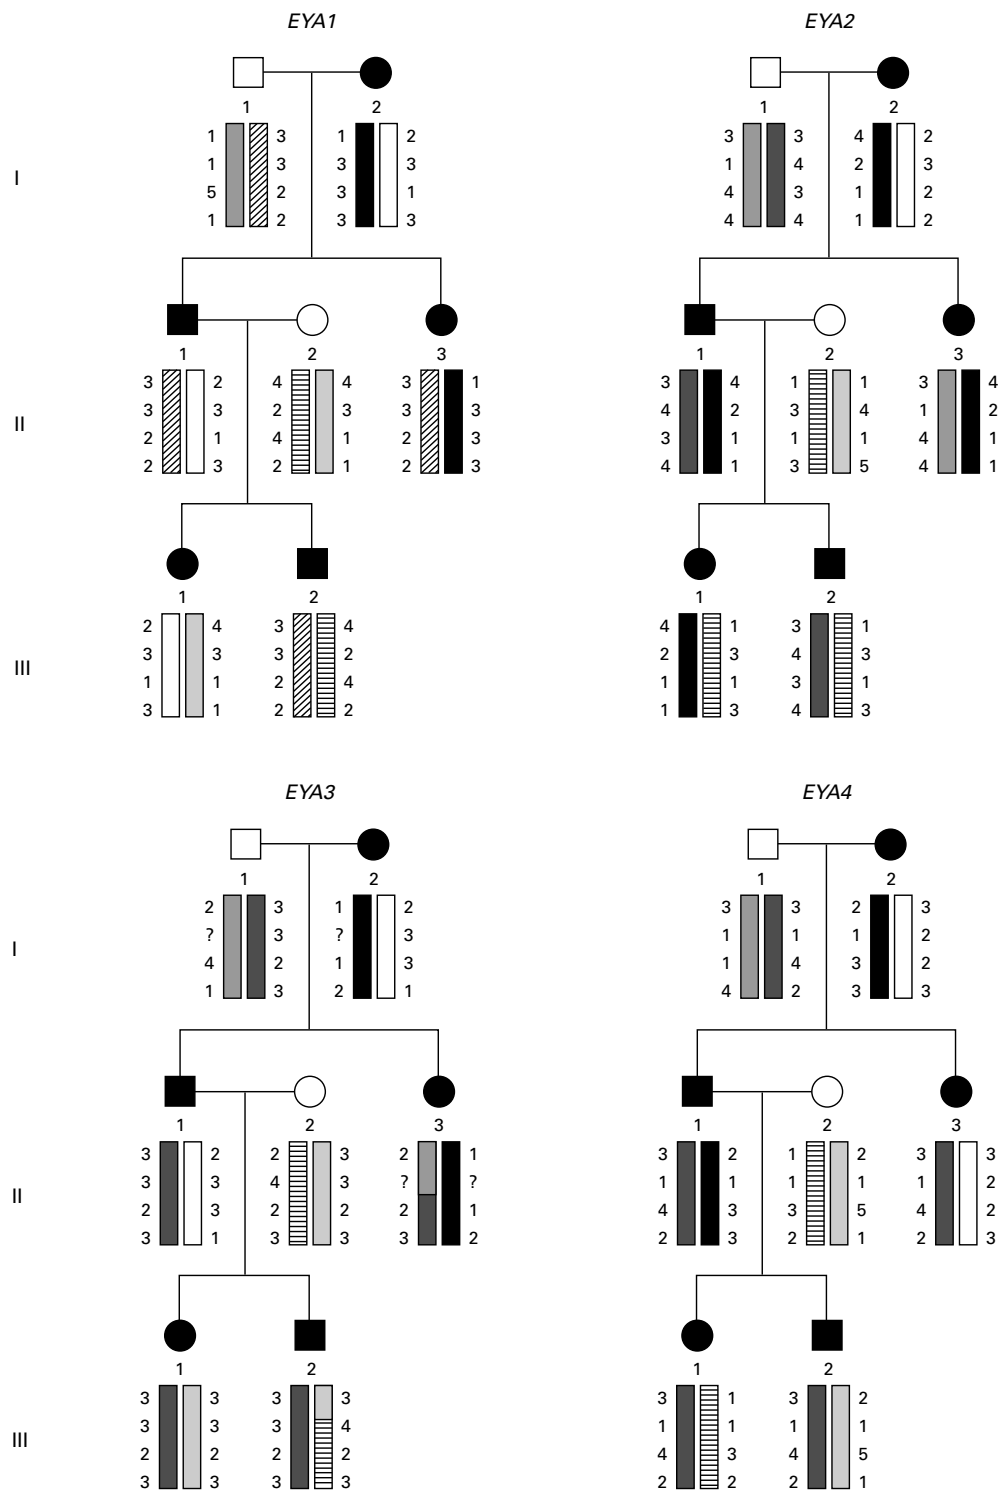 EYA1 EYA2
1 2 1 2
1 3 1 2 3 3 4 2
1 3 3 3 1 4 2 3
I
5 2 3 1 4 3 1 2
1 2 3 3 4 4 1 2
1 2 3 1 2 3
3 2 4 4 3 1 3 4 1 1 3 4
3 3 2 3 3 3 4 2 3 4 1 2
II
2 1 4 1 2 3 3 1 1 1 4 1
2 3 2 1 2 3 4 1 3 5 4 1
1 2 1 2
2 4 3 4 4 1 3 1
3 3 3 2 2 3 4 3
III
1 1 2 4 1 1 3 1
3 1 2 2 1 3 4 3
EYA3 EYA4
1 2 1 2
2 3 1 2 3 3 2 3
? 3 ? 3 1 1 1 2
I
4 2 1 3 1 4 3 2
1 3 2 1 4 2 3 3
1 2 3 1 2 3
3 2 2 3 2 1 3 2 1 2 3 3
3 3 4 3 ? ? 1 1 1 1 1 2
II
2 3 2 2 2 1 4 3 3 5 4 2
3 1 3 3 3 2 2 3 2 1 2 3
1 2 1 2
3 3 3 3 3 1 3 2
3 3 3 4 1 1 1 1
III
2 2 2 2 4 3 4 5
3 3 3 3 2 2 2 1